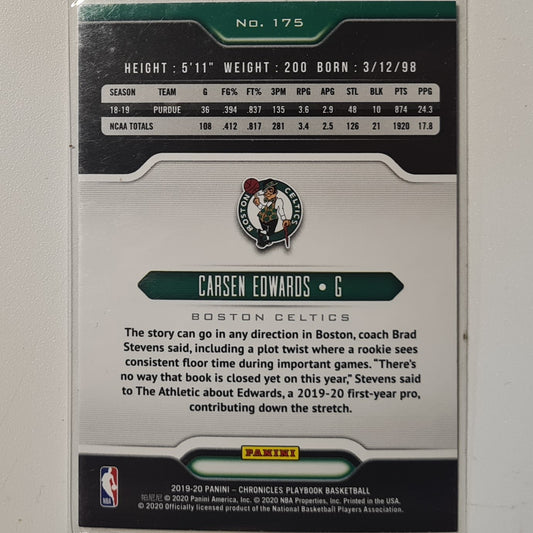 No. 175
HEIGHT : 5'11" WEIGHT : 200 BORN : 3/12/98
SEASON TEAM G FG% FT% 3PM RPG APG STL BLK PTS PPG
18-19 PURDUE 36 .394 .837 135 3.6 2.9 48 10 874 24.3
NCAA TOTALS 108 .412 .817 281 3.4 2.5 126 21 1920 17.8
BOSTON CELTICS
CARSEN EDWARDS • G
BOSTON CELTICS
The story can go in any direction in Boston, coach Brad
Stevens said, including a plot twist where a rookie sees
consistent floor time during important games. “There’s
no way that book is closed yet on this year,” Stevens said
to The Athletic about Edwards, a 2019-20 first-year pro,
contributing down the stretch.
PANINI
NBA
2019-20 PANINI – CHRONICLES PLAYBOOK BASKETBALL
帕尼尼 © 2020 Panini America, Inc. © 2020 NBA Properties, Inc. Printed in the USA.
© 2020 Officially licensed product of the National Basketball Players Association.